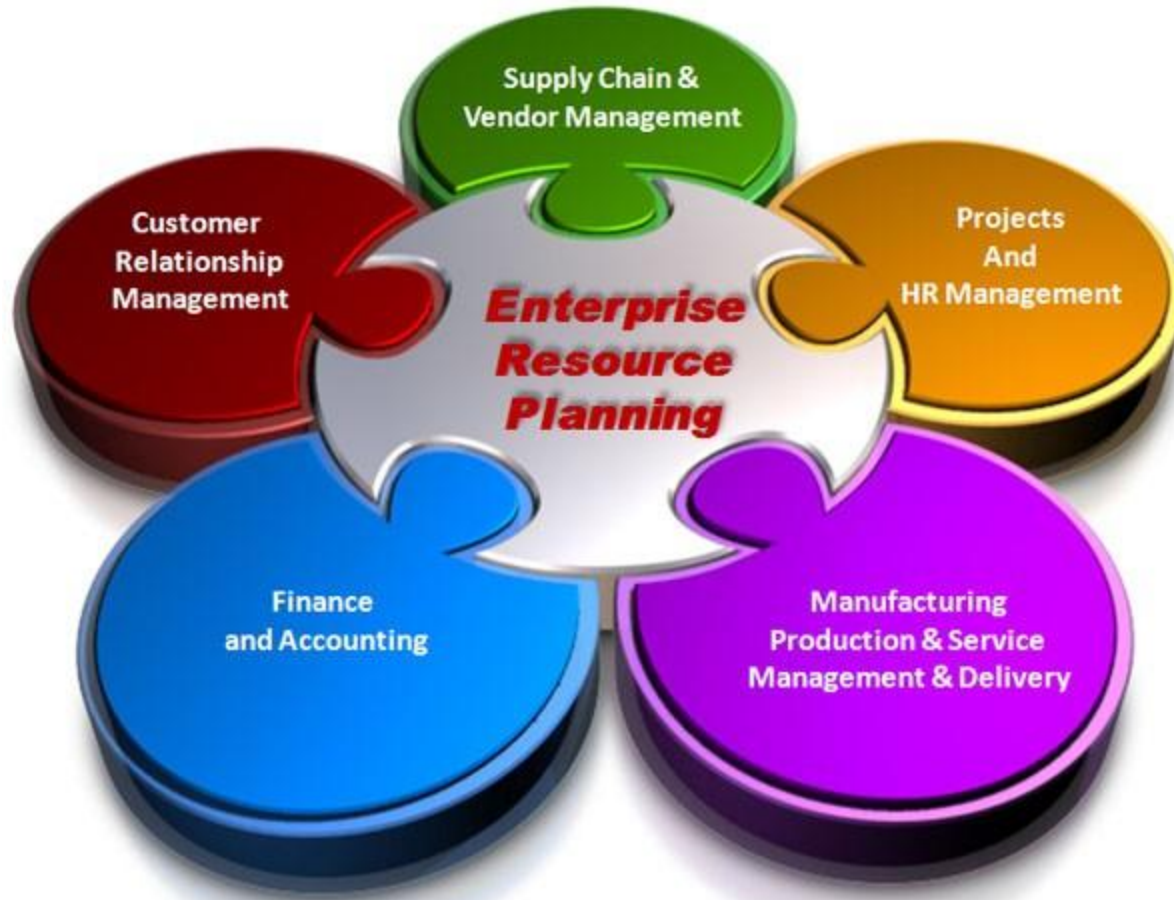 Supply Chain &
Vendor Management
Customer
Relationship
Management
Projects
And
HR Management
Enterprise
Resource
Planning
Finance
and Accounting
Manufacturing
Production & Service
Management & Delivery